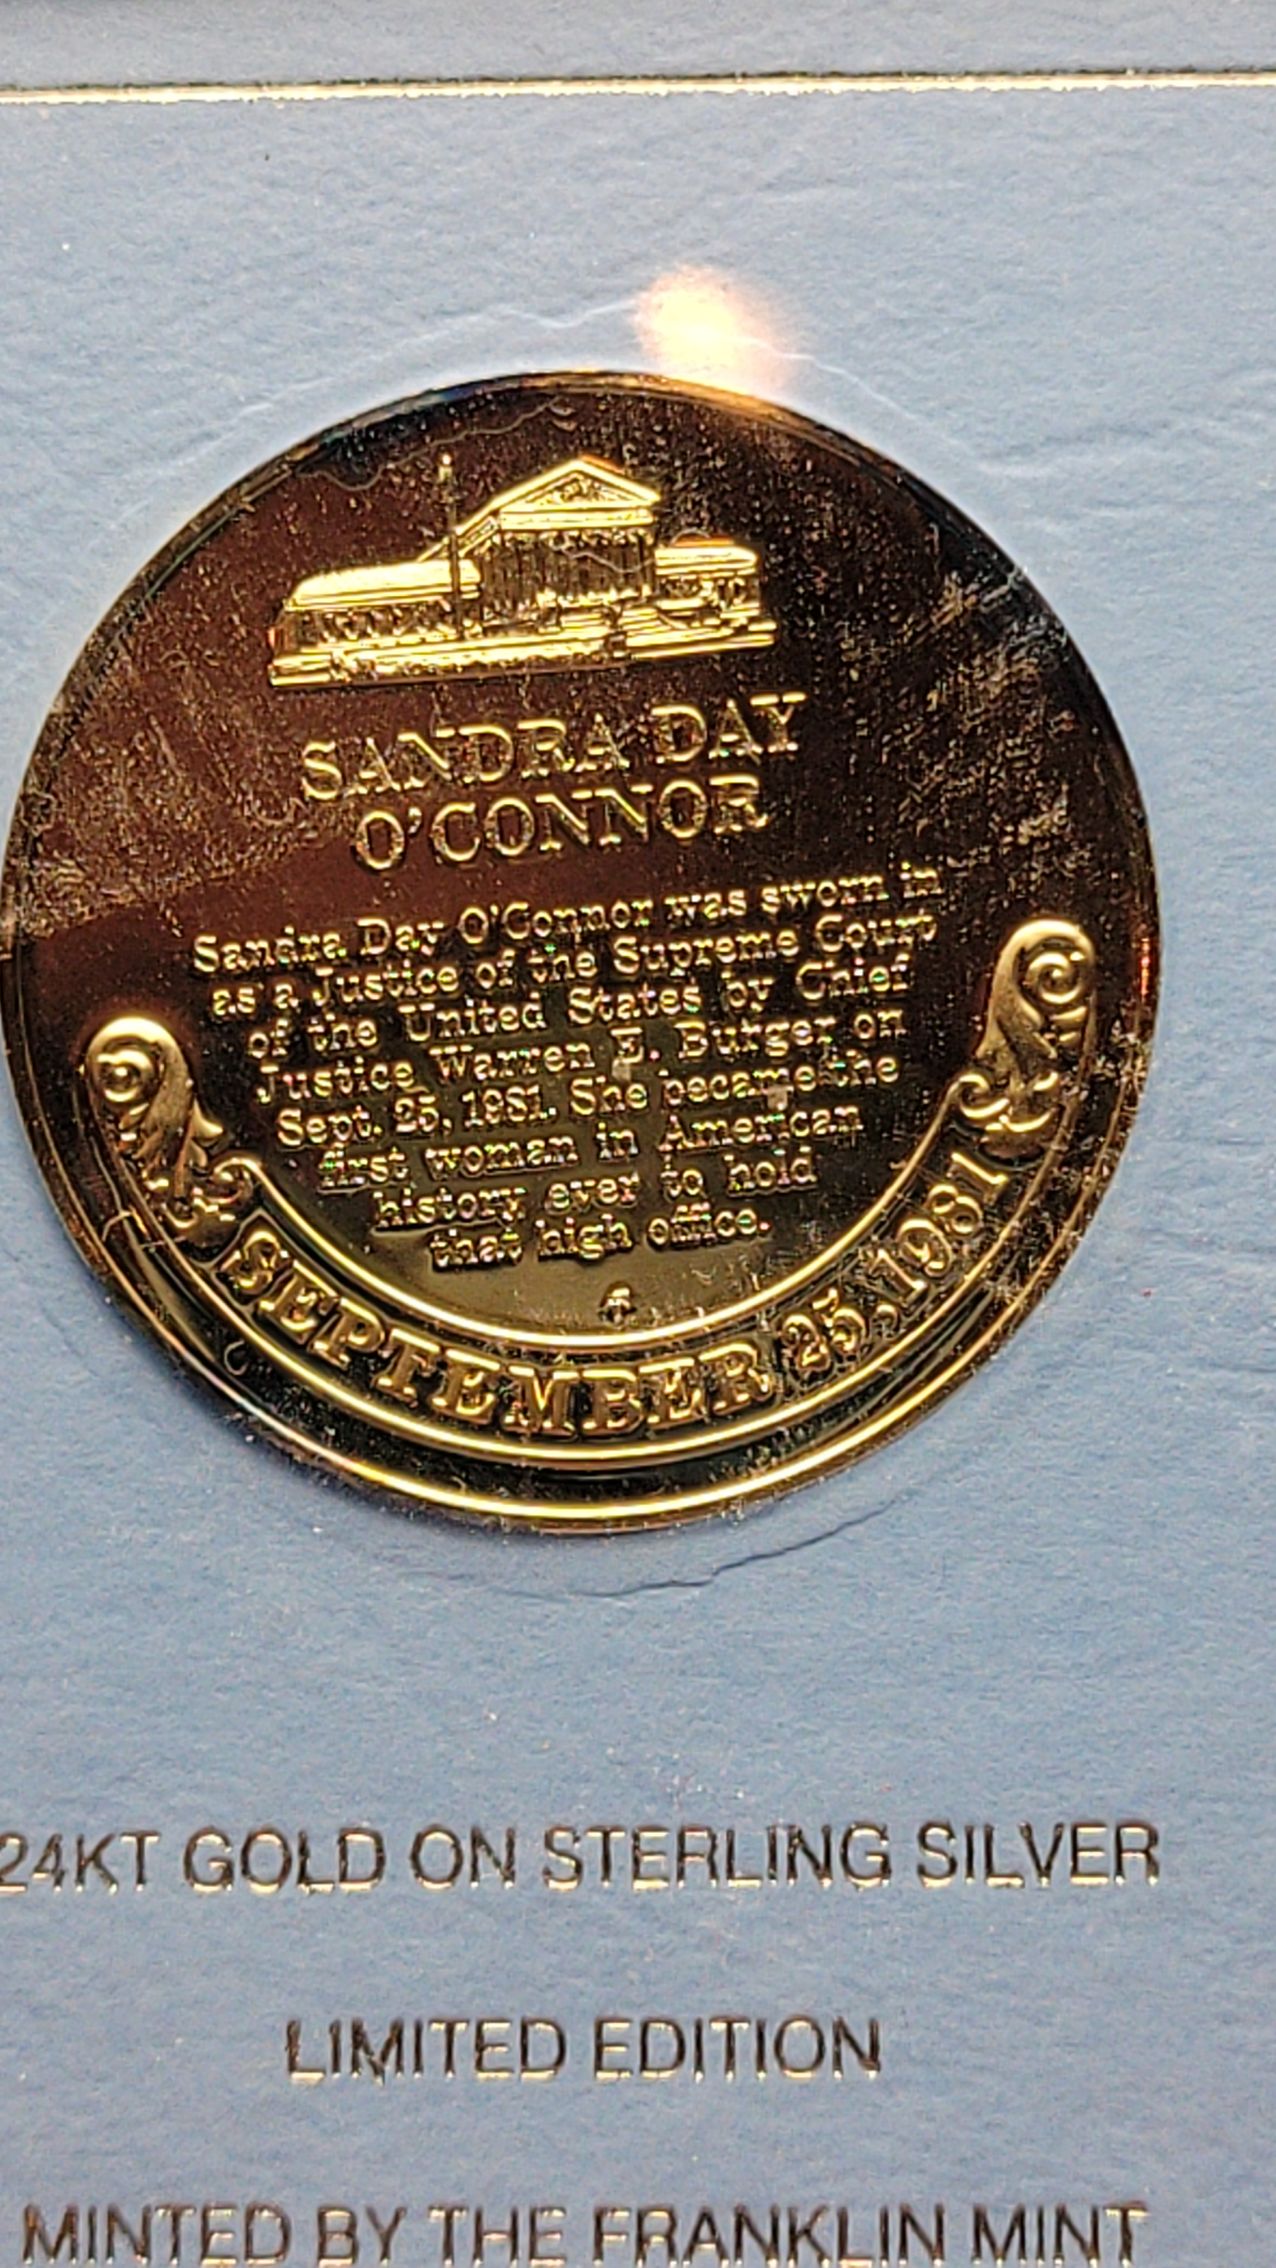 SANDRA DAY
O'CONNOR
Sandra Day O'Connor was sworn in
as a Justice of the Supreme Court
of the United States by Chief
Justice Warren E. Burger on
Sept. 25, 1981. She became the
first woman in American
history ever to hold
that high office.
SEPTEMBER 25, 1981
24KT GOLD ON STERLING SILVER
LIMITED EDITION
MINTED BY THE FRANKLIN MINT